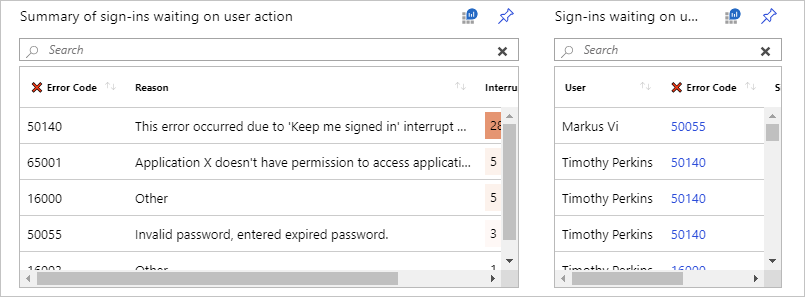 Summary of sign-ins waiting on user action
Search
Error Code Reason Interru
50140 This error occurred due to 'Keep me signed in' interrupt ... 28
65001 Application X doesn't have permission to access applicati... 5
16000 Other 5
50055 Invalid password, entered expired password. 3
16003 Other 1
Sign-ins waiting on u...
Search
User Error Code S
Markus Vi 50055
Timothy Perkins 50140
Timothy Perkins 50140
Timothy Perkins 50140
Timothy Perkins 16000